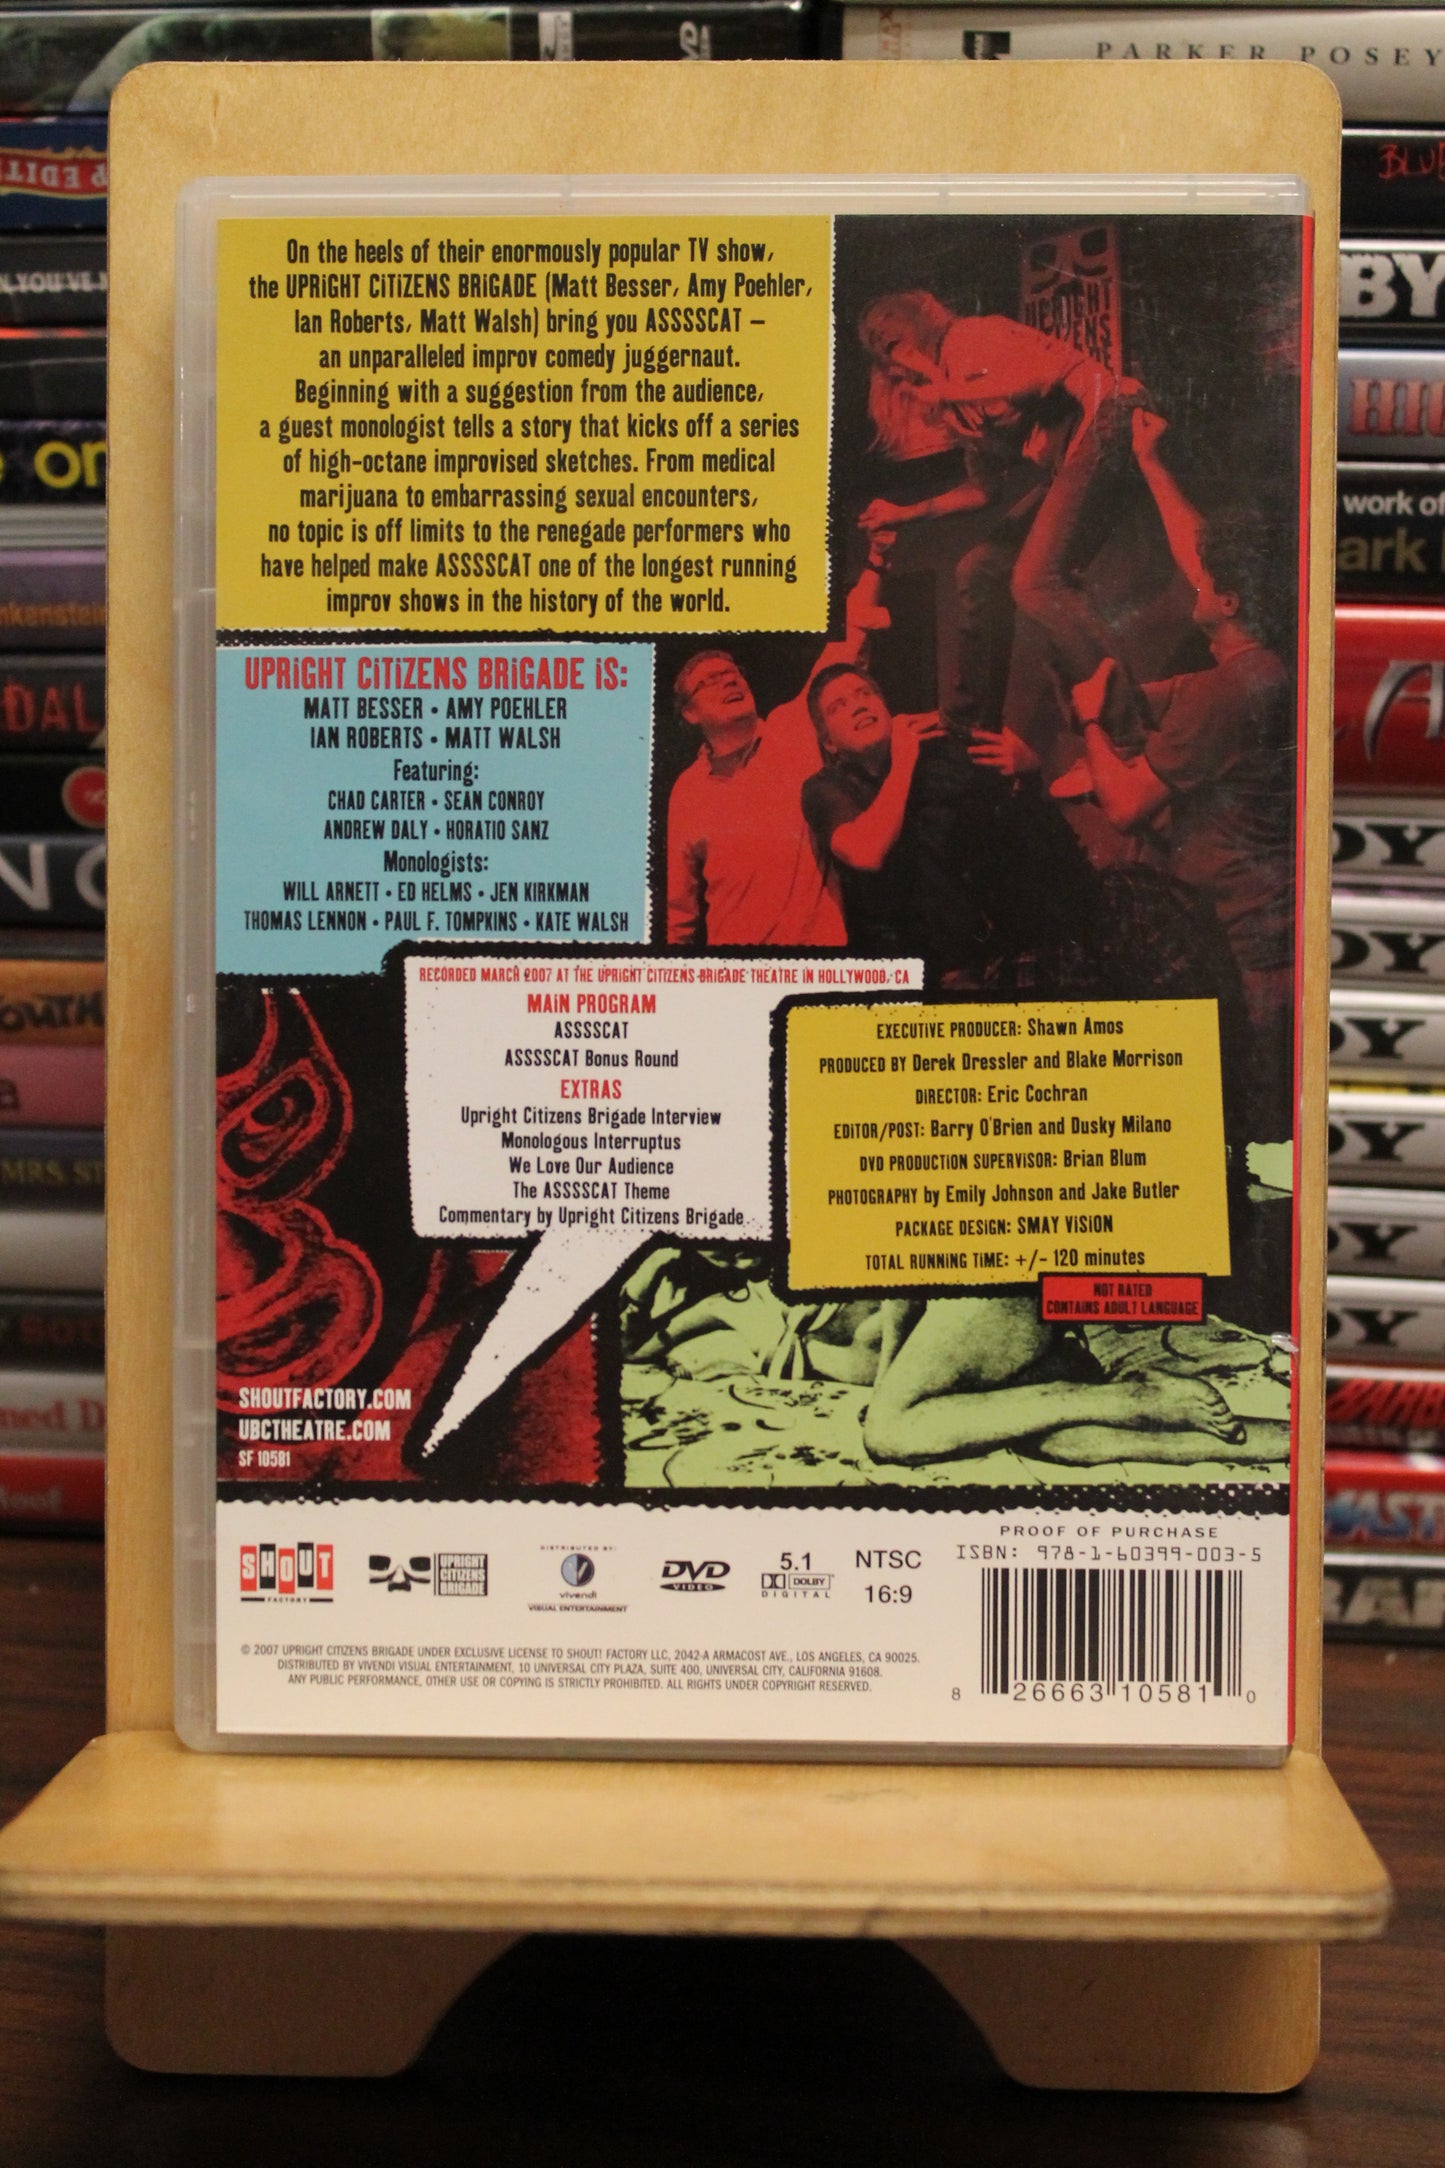 PARKER POSEY
On the heels of their enormously popular TV show,
the UPRiGHT CiTiZENS BRiGADE (Matt Besser, Amy Poehler,
Ian Roberts, Matt Walsh) bring you ASSSSCAT –
an unparalleled improv comedy juggernaut.
Beginning with a suggestion from the audience,
a guest monologist tells a story that kicks off a series
of high-octane improvised sketches. From medical
marijuana to embarrassing sexual encounters,
no topic is off limits to the renegade performers who
have helped make ASSSSCAT one of the longest running
improv shows in the history of the world.
UPRiGHT CiTiZENS BRiGADE iS:
MATT BESSER • AMY POEHLER
IAN ROBERTS • MATT WALSH
Featuring:
CHAD CARTER • SEAN CONROY
ANDREW DALY • HORATIO SANZ
Monologists:
WILL ARNETT • ED HELMS • JEN KIRKMAN
THOMAS LENNON • PAUL F. TOMPKINS • KATE WALSH
RECORDED MARCH 2007 AT THE UPRIGHT CITIZENS BRIGADE THEATRE IN HOLLYWOOD, CA
MAiN PROGRAM
ASSSSCAT
ASSSSCAT Bonus Round
EXTRAS
Upright Citizens Brigade Interview
Monologous Interruptus
We Love Our Audience
The ASSSSCAT Theme
Commentary by Upright Citizens Brigade
EXECUTiVE PRODUCER: Shawn Amos
PRODUCED BY Derek Dressler and Blake Morrison
DiRECTOR: Eric Cochran
EDiTOR/POST: Barry O'Brien and Dusky Milano
DVD PRODUCTiON SUPERViSOR: Brian Blum
PHOTOGRAPHY by Emily Johnson and Jake Butler
PACKAGE DESiGN: SMAY ViSiON
TOTAL RUNNiNG TiME: +/- 120 minutes
NOT RATED
CONTAINS ADULT LANGUAGE
SHOUTFACTORY.COM
UBCTHEATRE.COM
SF 10581
SHOUT
FACTORY
UPRIGHT
CITIZENS
BRIGADE
DISTRIBUTED BY:
vivendi
VISUAL ENTERTAINMENT
DVD
VIDEO
5.1
DOLBY
DIGITAL
NTSC
16:9
PROOF OF PURCHASE
ISBN: 978-1-60399-003-5
8 26663 10581 0
© 2007 UPRIGHT CITIZENS BRIGADE UNDER EXCLUSIVE LICENSE TO SHOUT! FACTORY LLC, 2042-A ARMACOST AVE., LOS ANGELES, CA 90025.
DISTRIBUTED BY VIVENDI VISUAL ENTERTAINMENT, 10 UNIVERSAL CITY PLAZA, SUITE 400, UNIVERSAL CITY, CALIFORNIA 91608.
ANY PUBLIC PERFORMANCE, OTHER USE OR COPYING IS STRICTLY PROHIBITED. ALL RIGHTS UNDER COPYRIGHT RESERVED.